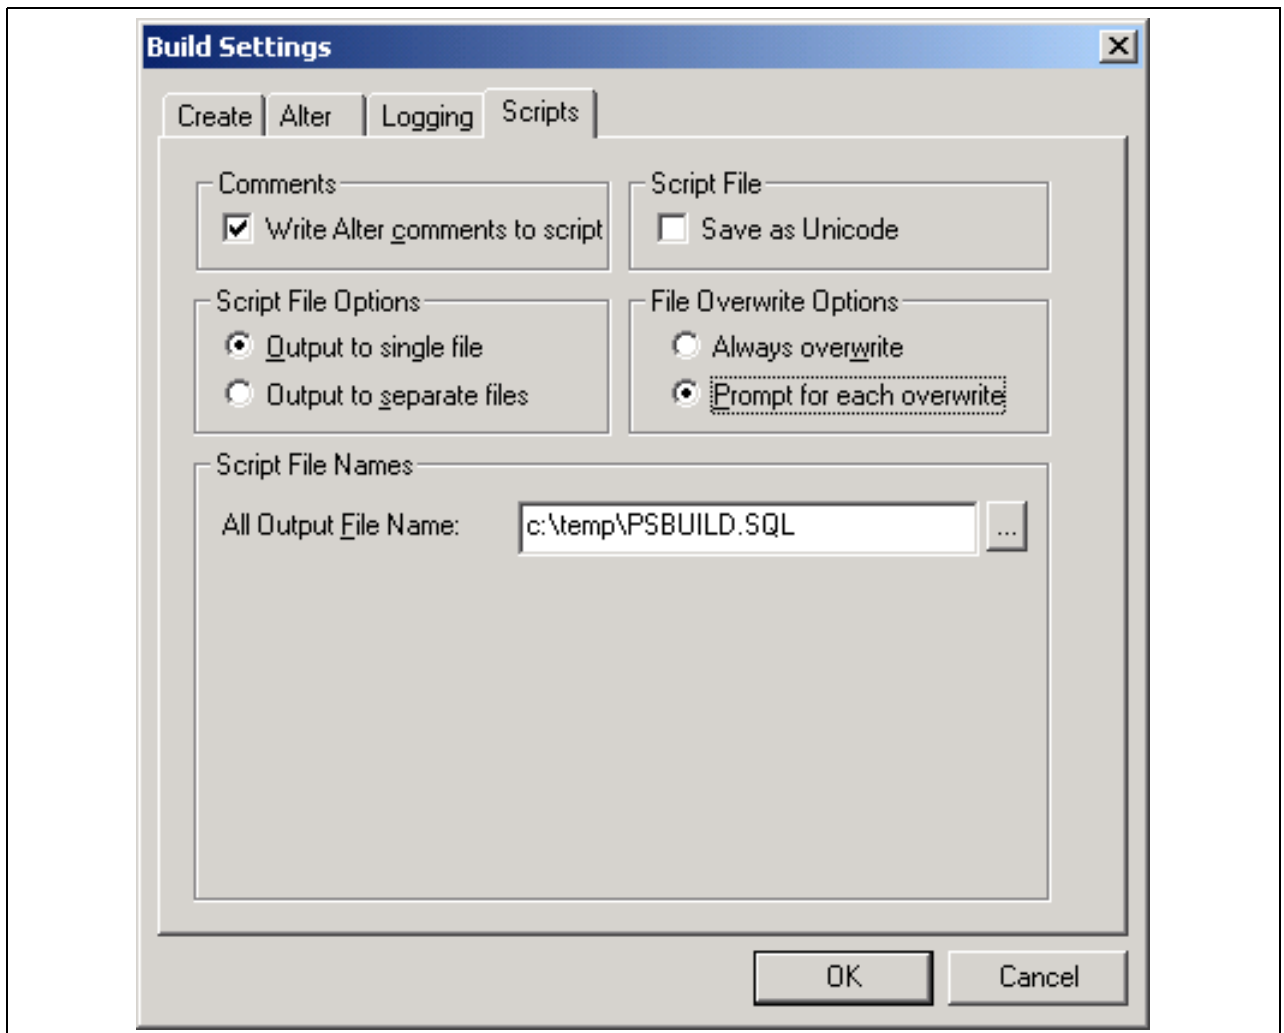 Build Settings
Create Alter Logging Scripts
Comments
Write Alter comments to script
Script File
Save as Unicode
Script File Options
Output to single file
Output to separate files
File Overwrite Options
Always overwrite
Prompt for each overwrite
Script File Names
All Output File Name: c:\temp\PSBUILD.SQL ...
OK Cancel